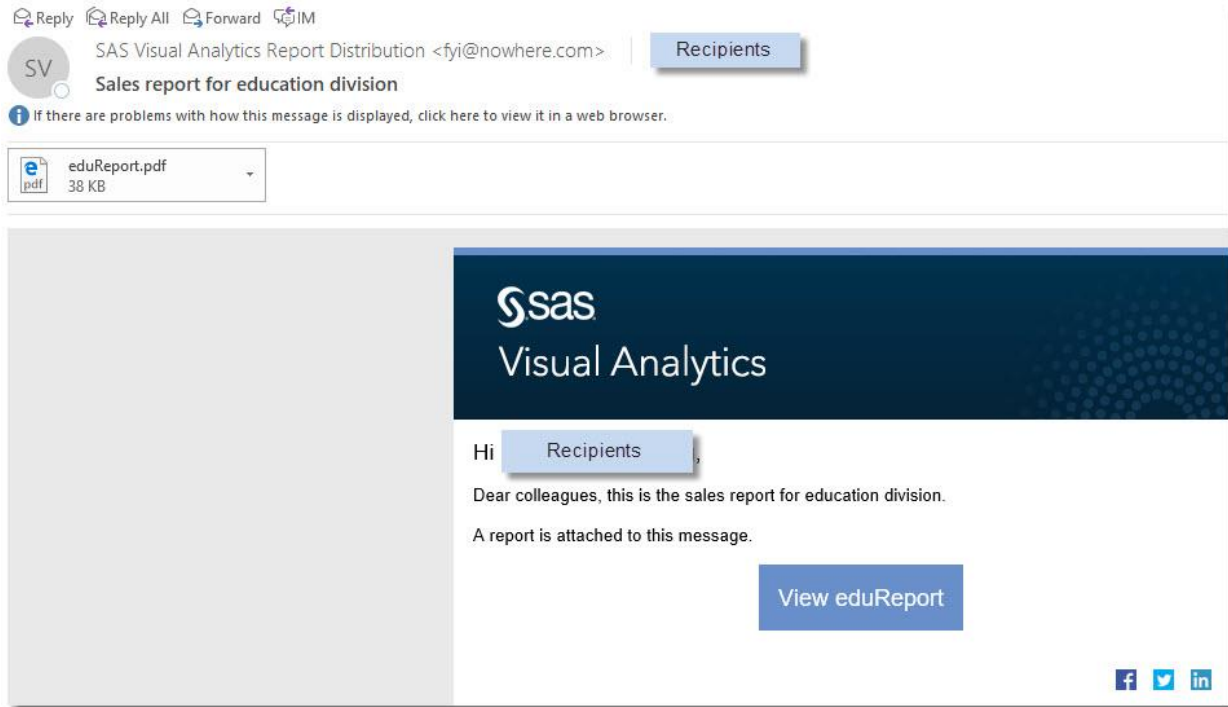 Reply Reply All Forward IM
SAS Visual Analytics Report Distribution <fyi@nowhere.com> Recipients
SV
Sales report for education division
If there are problems with how this message is displayed, click here to view it in a web browser.
eduReport.pdf
38 KB
sas
Visual Analytics
Hi Recipients ,
Dear colleagues, this is the sales report for education division.
A report is attached to this message.
View eduReport